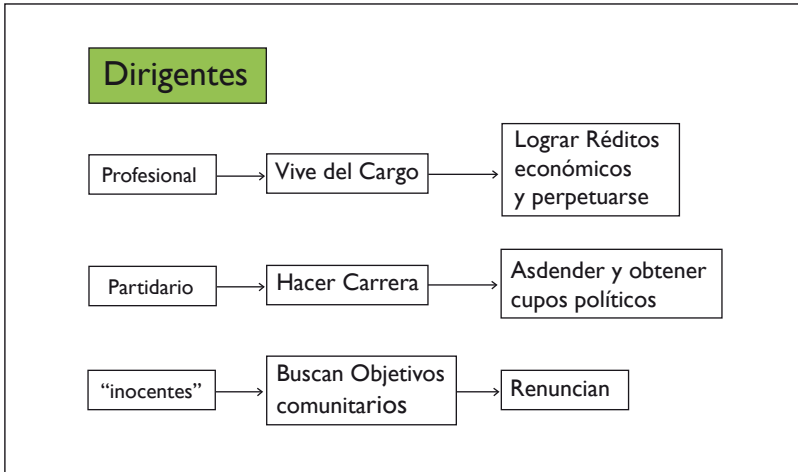 Dirigentes
Profesional
Vive del Cargo
Lograr Réditos
económicos
y perpetuarse
Partidario
Hacer Carrera
Asdender y obtener
cupos políticos
“inocentes”
Buscan Objetivos
comunitarios
Renuncian